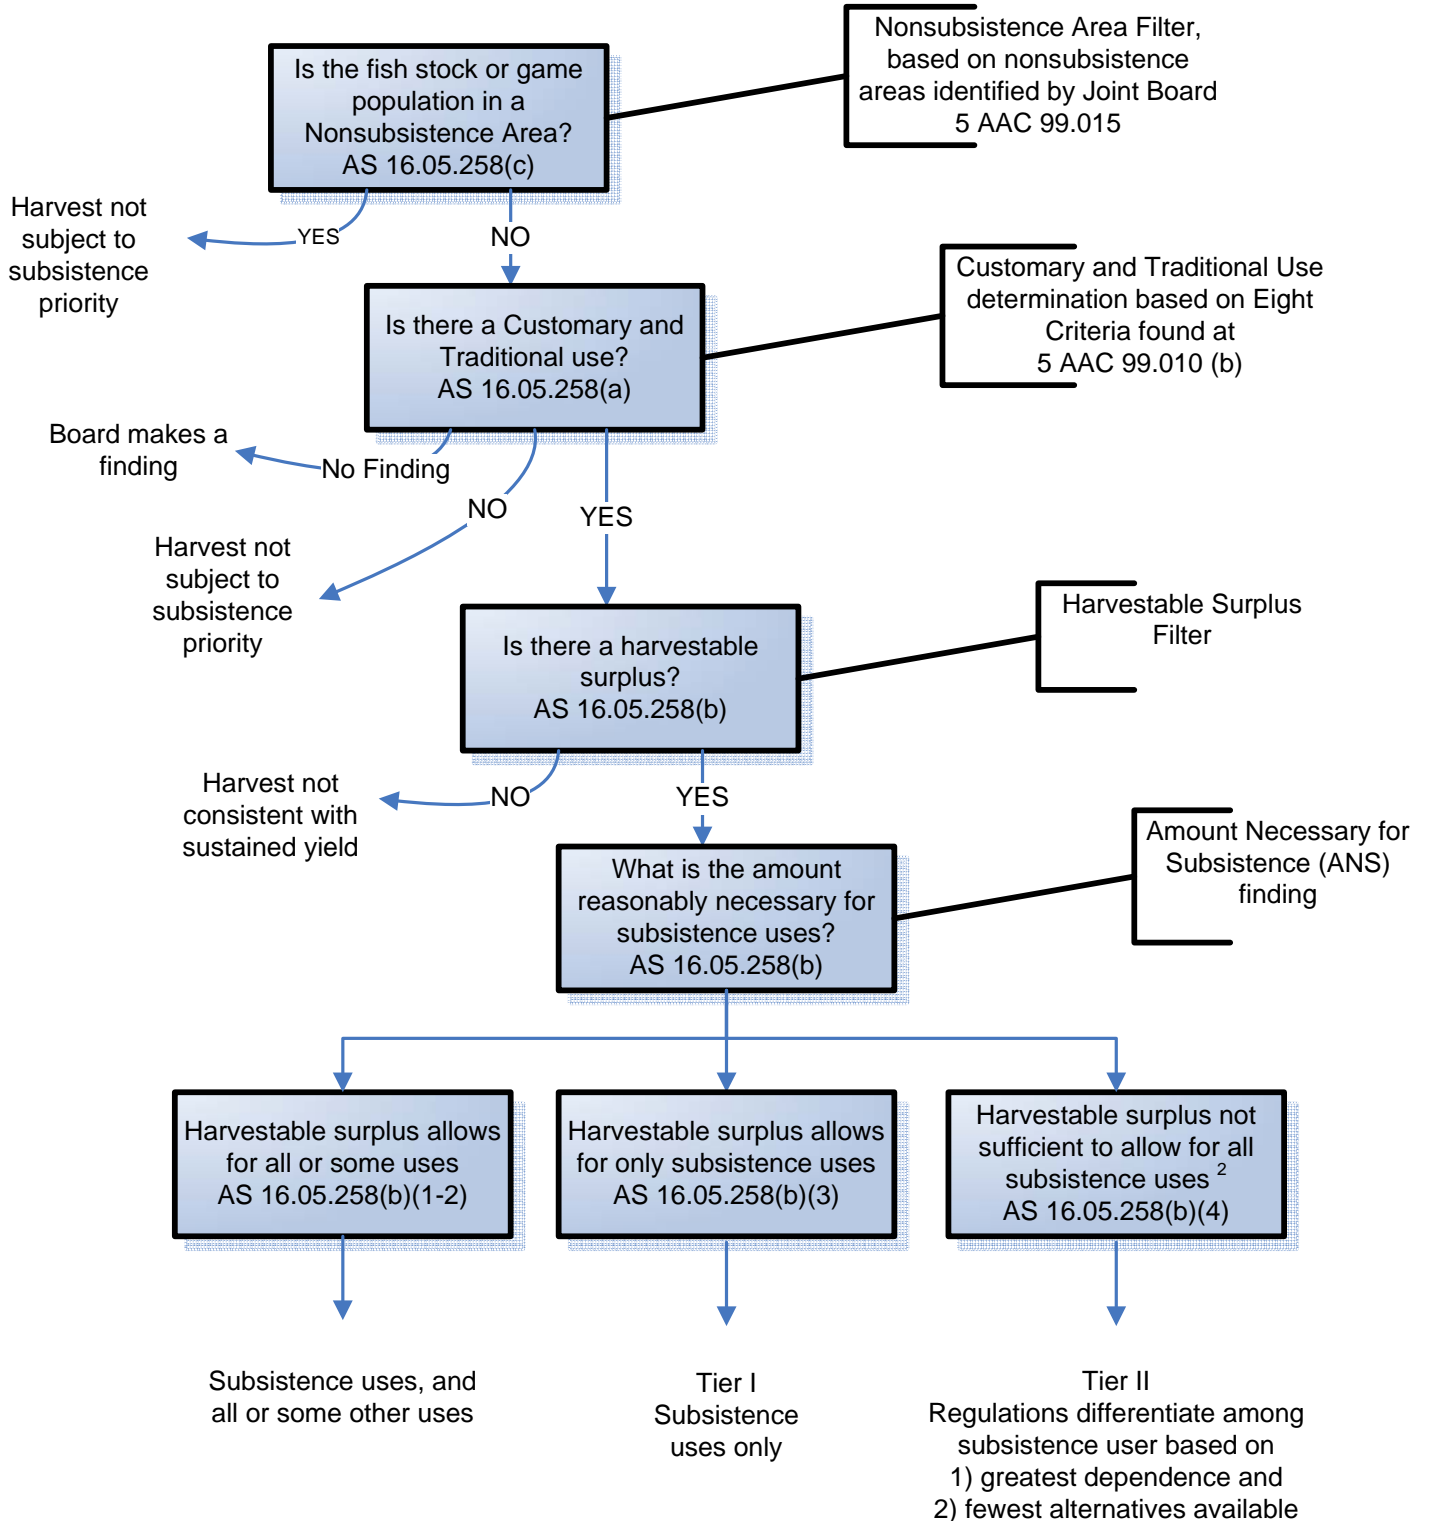 Nonsubsistence Area Filter,
based on nonsubsistence
areas identified by Joint Board
5 AAC 99.015
Is the fish stock or game
population in a
Nonsubsistence Area?
AS 16.05.258(c)
Harvest not
subject to
subsistence
priority
YES
NO
Customary and Traditional Use
determination based on Eight
Criteria found at
5 AAC 99.010 (b)
Is there a Customary and
Traditional use?
AS 16.05.258(a)
Board makes a
finding
No Finding
NO
YES
Harvest not
subject to
subsistence
priority
Harvestable Surplus
Filter
Is there a harvestable
surplus?
AS 16.05.258(b)
Harvest not
consistent with
sustained yield
NO
YES
Amount Necessary for
Subsistence (ANS)
finding
What is the amount
reasonably necessary for
subsistence uses?
AS 16.05.258(b)
Harvestable surplus allows
for all or some uses
AS 16.05.258(b)(1-2)
Harvestable surplus allows
for only subsistence uses
AS 16.05.258(b)(3)
Harvestable surplus not
sufficient to allow for all
subsistence uses 2
AS 16.05.258(b)(4)
Subsistence uses, and
all or some other uses
Tier I
Subsistence
uses only
Tier II
Regulations differentiate among
subsistence user based on
1) greatest dependence and
2) fewest alternatives available